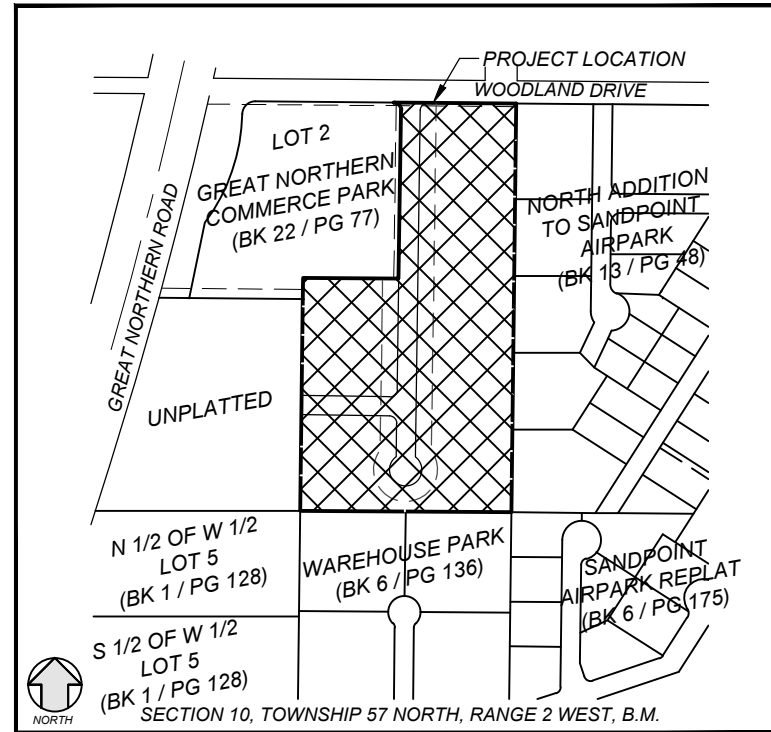 PROJECT LOCATION
WOODLAND DRIVE
LOT 2
GREAT NORTHERN
COMMERCE PARK
(BK 22 / PG 77)
GREAT NORTHERN ROAD
NORTH ADDITION
TO SANDPOINT
AIRPARK
(BK 13 / PG 48)
UNPLATTED
N 1/2 OF W 1/2
LOT 5
(BK 1 / PG 128)
WAREHOUSE PARK
(BK 6 / PG 136)
SANDPOINT
AIRPARK REPLAT
(BK 6 / PG 175)
S 1/2 OF W 1/2
LOT 5
(BK 1 / PG 128)
NORTH
SECTION 10, TOWNSHIP 57 NORTH, RANGE 2 WEST, B.M.